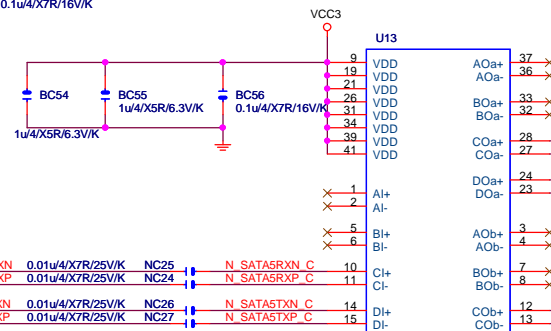 0.1u/4/X7R/16V/K
VCC3
U13
9 VDD AOa+ 37
19 VDD AOa- 36
21 VDD
26 VDD BOa+ 33
31 VDD BOa- 32
34 VDD
39 VDD COa+ 28
41 VDD COa- 27
BC54
1u/4/X5R/6.3V/K
BC55
1u/4/X5R/6.3V/K
BC56
0.1u/4/X7R/16V/K
DOa+ 24
DOa- 23
1 AI+
2 AI-
5 BI+ AOb+ 3
6 BI- AOb- 4
XN 0.01u/4/X7R/25V/K NC25 N_SATA5RXN_C 10 CI+ BOb+ 7
XP 0.01u/4/X7R/25V/K NC24 N_SATA5RXP_C 11 CI- BOb- 8
XN 0.01u/4/X7R/25V/K NC26 N_SATA5TXN_C 14 DI+ COb+ 12
XP 0.01u/4/X7R/25V/K NC27 N_SATA5TXP_C 15 DI- COb- 13